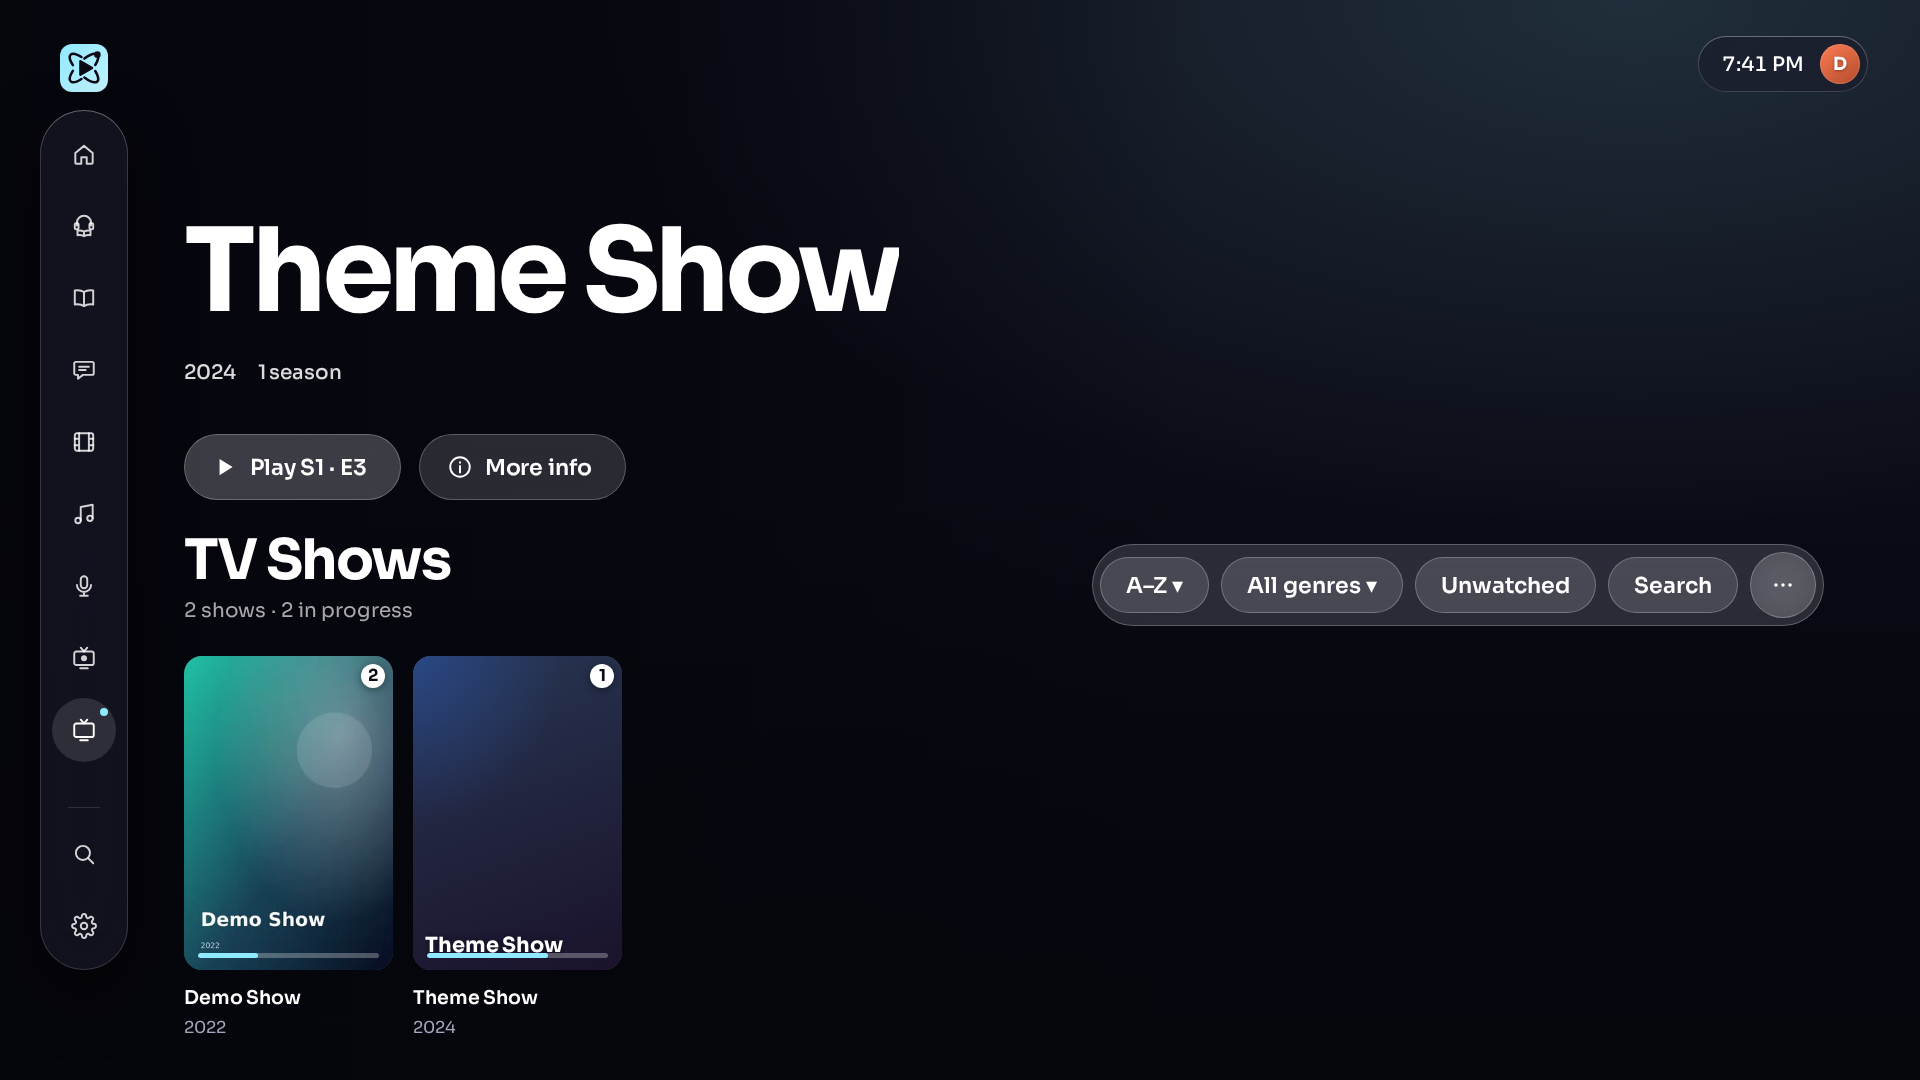 7:41 PM D
Theme Show
2024 1 season
Play S1 · E3 More info
TV Shows
2 shows · 2 in progress
A–Z ▾ All genres ▾ Unwatched Search ···
2
1
Demo Show
2022
Theme Show
Demo Show
2022
Theme Show
2024